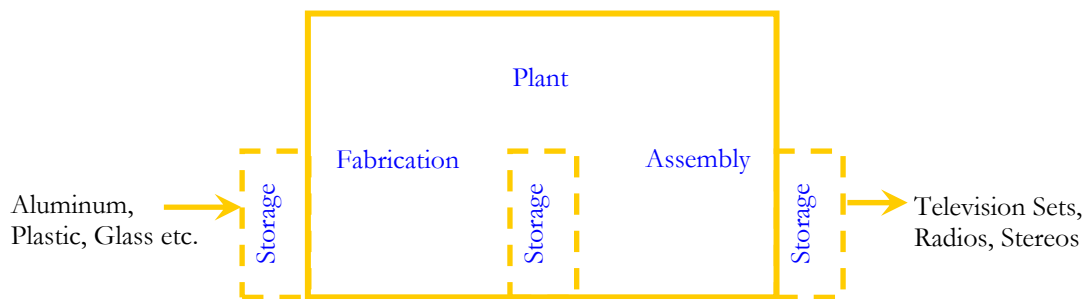 Plant
Fabrication
Assembly
Storage
Storage
Storage
Aluminum,
Plastic, Glass etc.
Television Sets,
Radios, Stereos